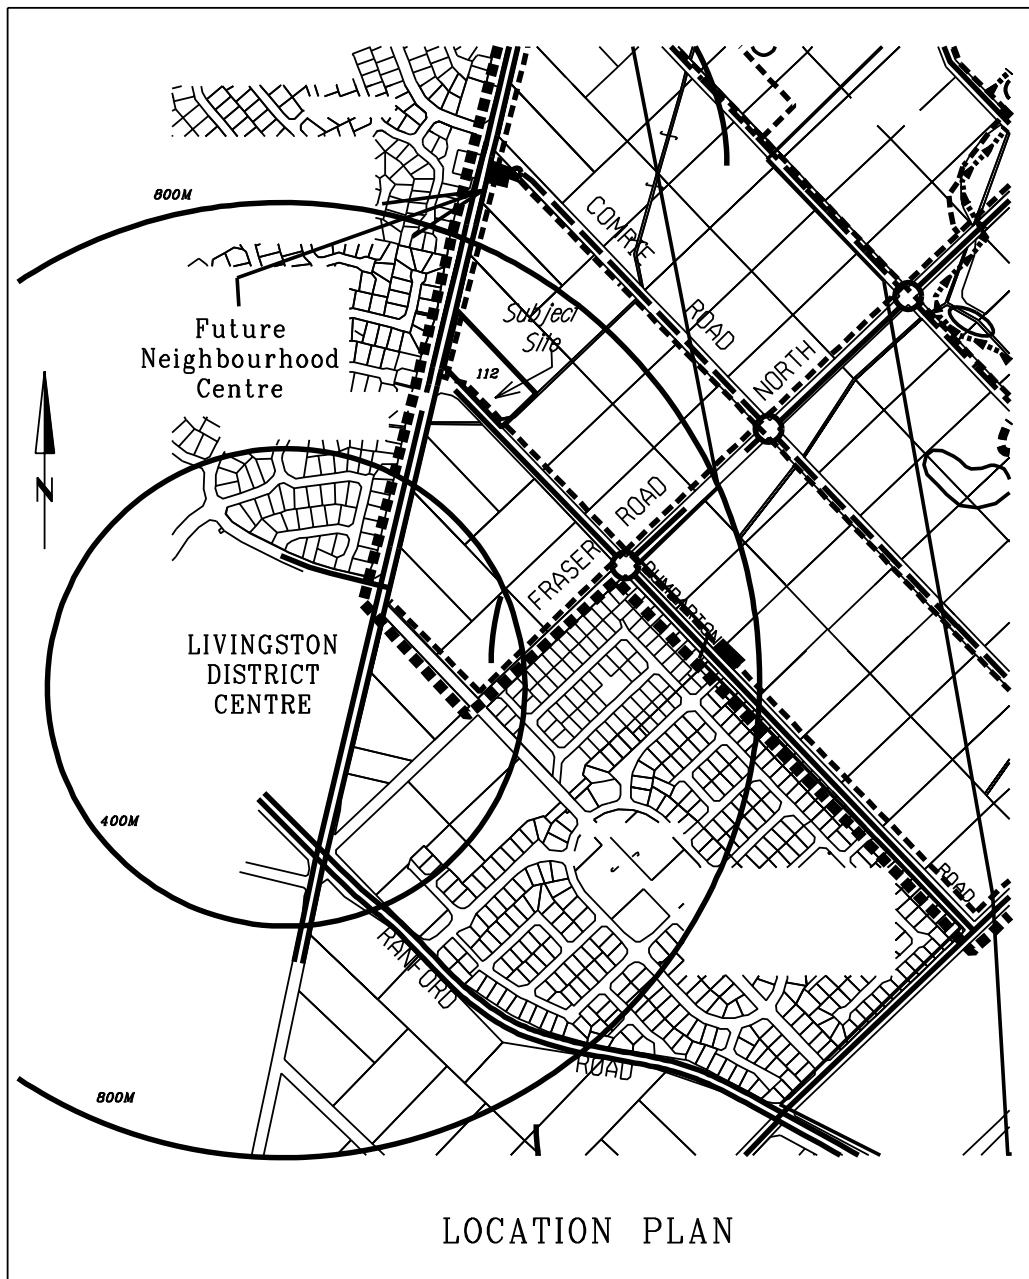 800M
COMRIE
ROAD
Subject
Site
Future
Neighbourhood
Centre
NORTH
112
N
ROAD
FRASER
DUMBARTON
LIVINGSTON
DISTRICT
CENTRE
400M
ROAD
RANFORD
ROAD
800M
LOCATION PLAN